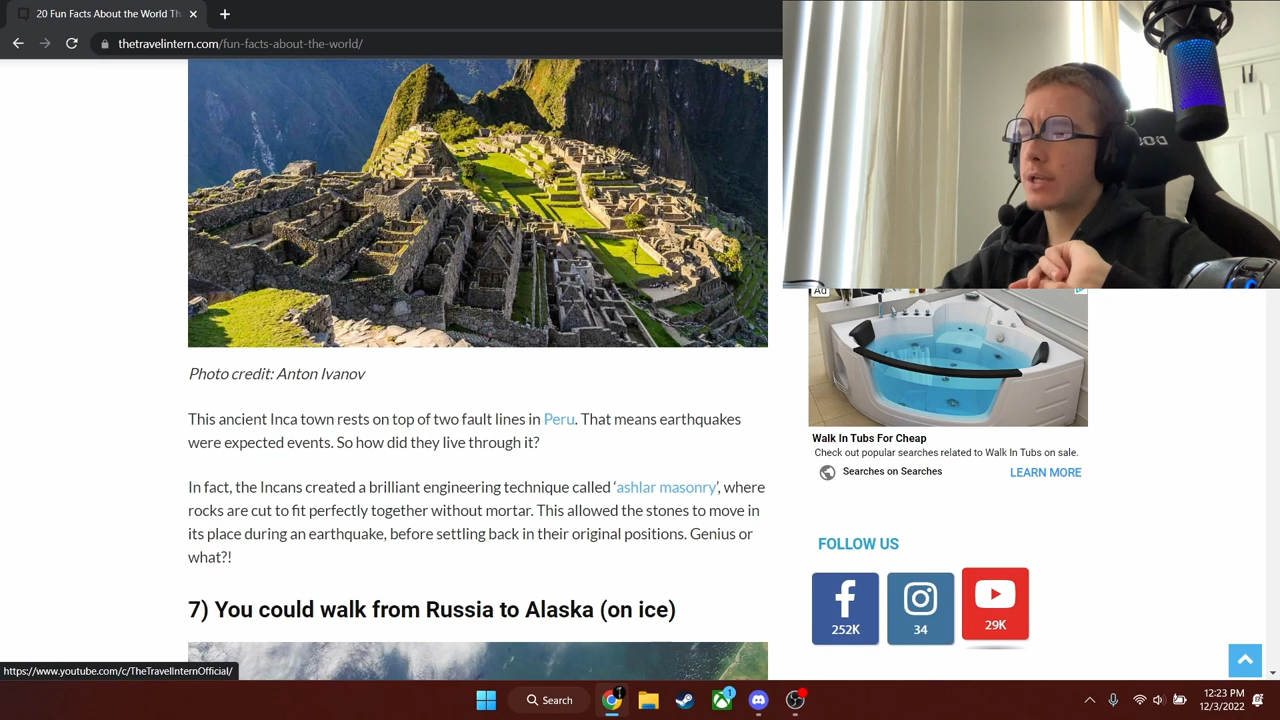 20 Fun Facts About the World Th
thetravelintern.com/fun-facts-about-the-world/
Photo credit: Anton Ivanov
This ancient Inca town rests on top of two fault lines in Peru. That means earthquakes
were expected events. So how did they live through it?
In fact, the Incans created a brilliant engineering technique called ‘ashlar masonry’, where
rocks are cut to fit perfectly together without mortar. This allowed the stones to move in
its place during an earthquake, before settling back in their original positions. Genius or
what?!
7) You could walk from Russia to Alaska (on ice)
Ad
Walk In Tubs For Cheap
Check out popular searches related to Walk In Tubs on sale.
Searches on Searches
LEARN MORE
FOLLOW US
252K
34
29K
https://www.youtube.com/c/TheTravelInternOfficial/
Search
1
1
12:23 PM
12/3/2022